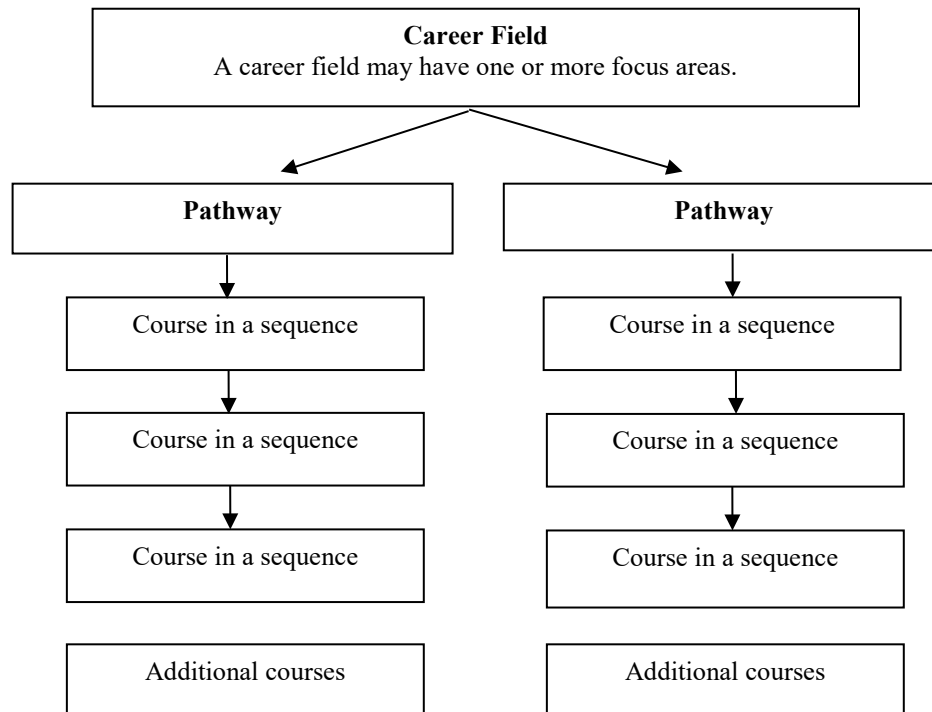 Career Field
A career field may have one or more focus areas.
Pathway
Pathway
Course in a sequence
Course in a sequence
Course in a sequence
Course in a sequence
Course in a sequence
Course in a sequence
Additional courses
Additional courses